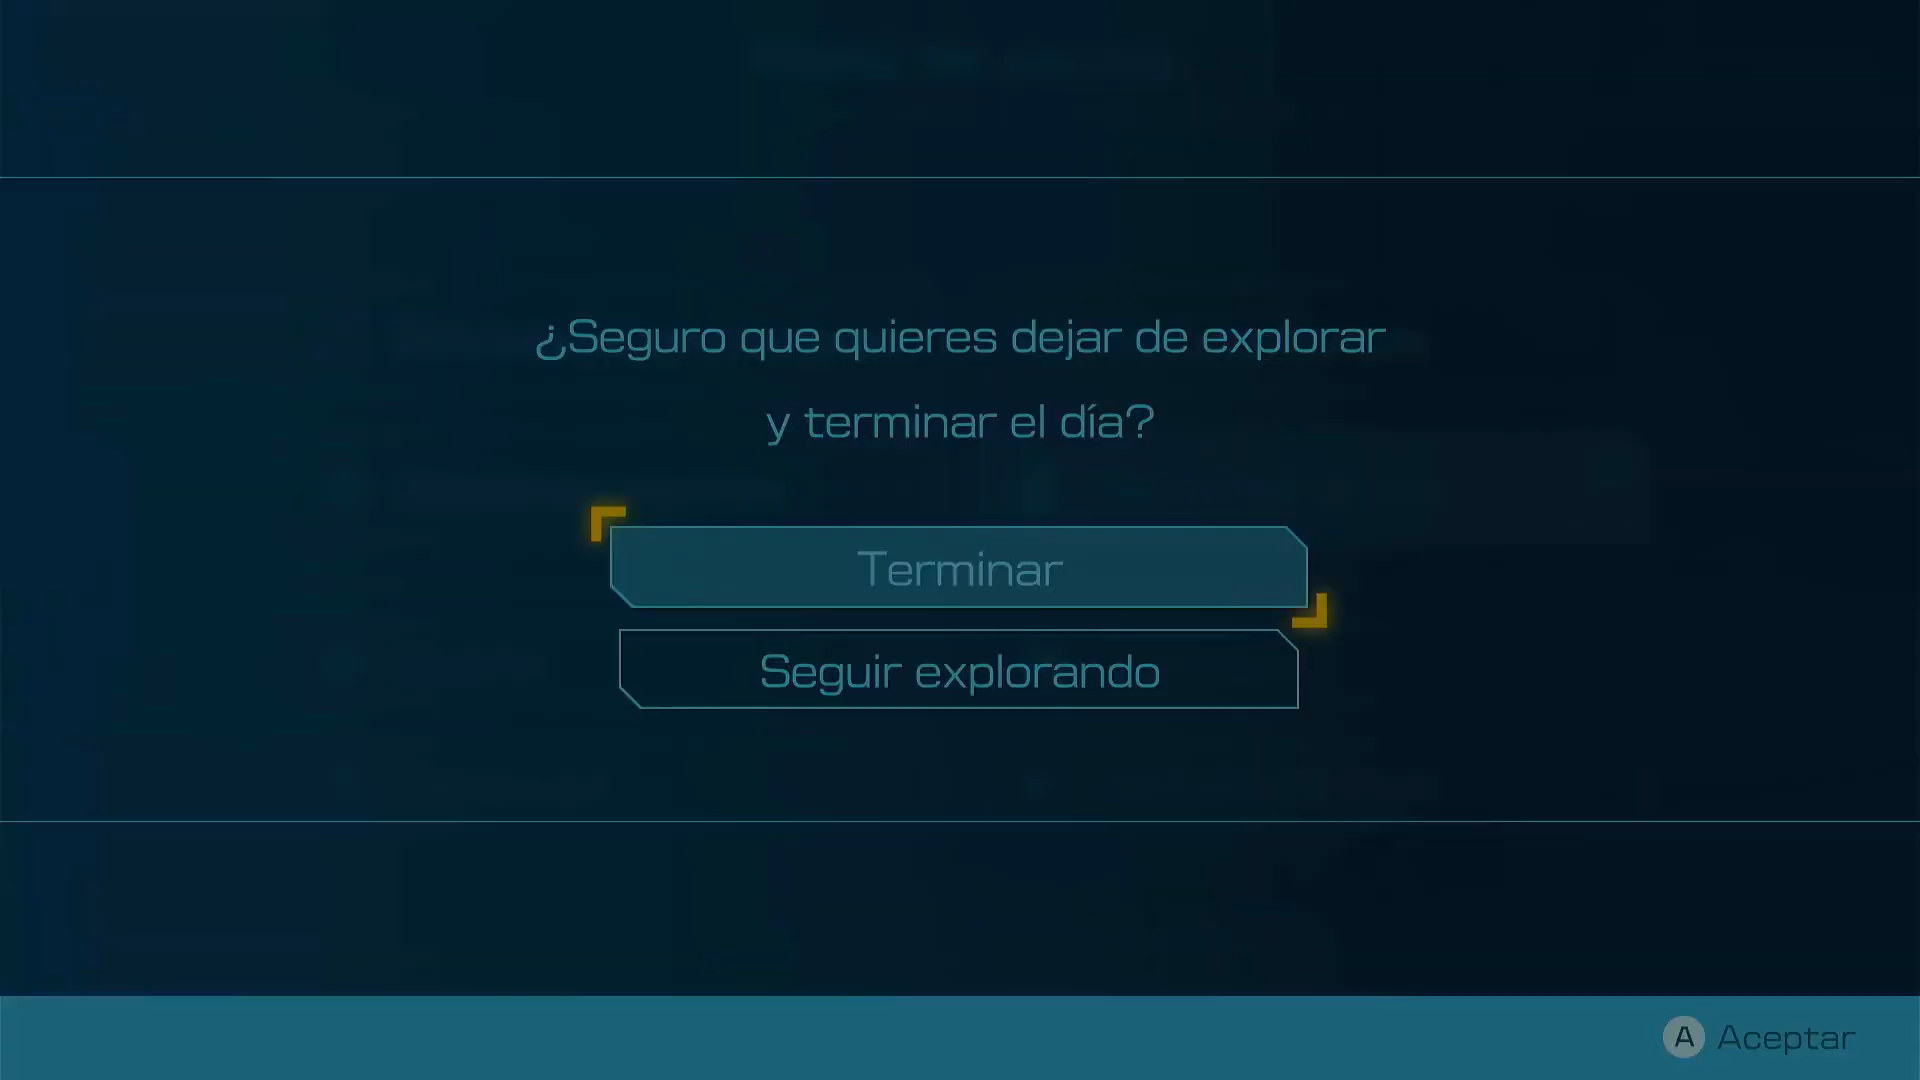 ¿Seguro que quieres dejar de explorar
y terminar el día?
Terminar
Seguir explorando
A Aceptar